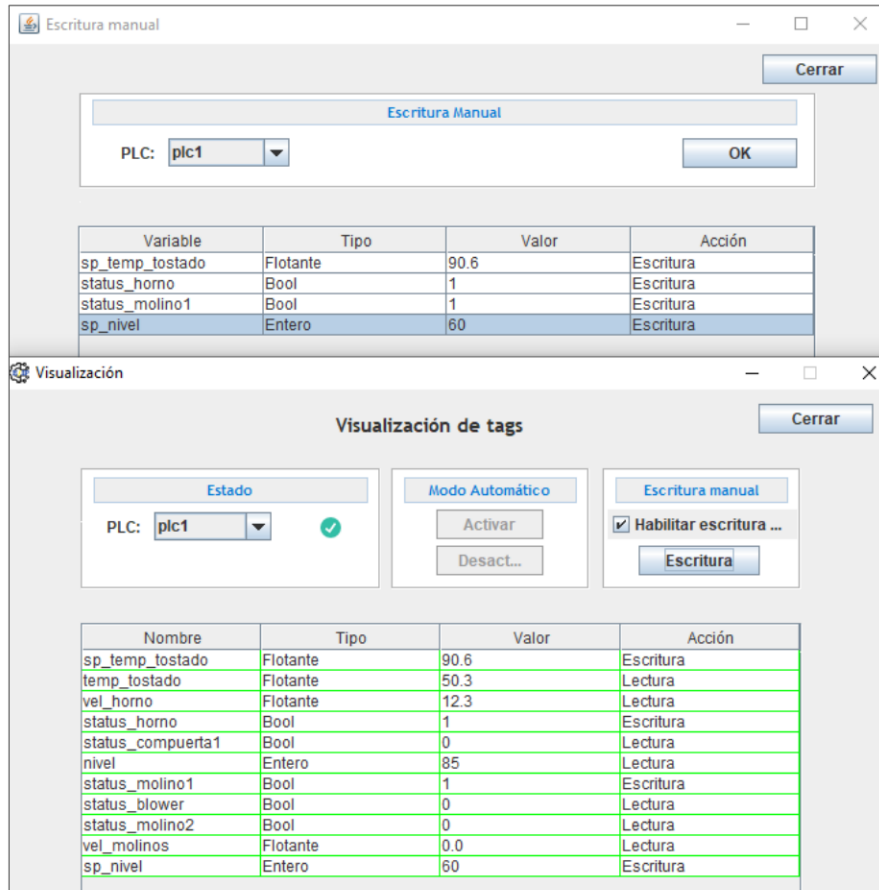 Escritura manual
Cerrar
Escritura Manual
PLC: plc1 OK
Variable Tipo Valor Acción
sp_temp_tostado Flotante 90.6 Escritura
status_horno Bool 1 Escritura
status_molino1 Bool 1 Escritura
sp_nivel Entero 60 Escritura
Visualización
Visualización de tags Cerrar
Estado Modo Automático Escritura manual
PLC: plc1 Activar Habilitar escritura ...
Desact... Escritura
Nombre Tipo Valor Acción
sp_temp_tostado Flotante 90.6 Escritura
temp_tostado Flotante 50.3 Lectura
vel_horno Flotante 12.3 Lectura
status_horno Bool 1 Escritura
status_compuerta1 Bool 0 Lectura
nivel Entero 85 Lectura
status_molino1 Bool 1 Escritura
status_blower Bool 0 Lectura
status_molino2 Bool 0 Lectura
vel_molinos Flotante 0.0 Lectura
sp_nivel Entero 60 Escritura